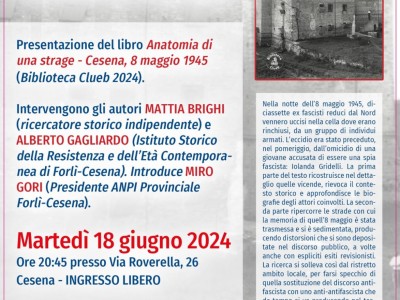 Presentazione del libro Anatomia di
una strage - Cesena, 8 maggio 1945
(Biblioteca Clueb 2024).
Intervengono gli autori MATTIA BRIGHI
(ricercatore storico indipendente) e
ALBERTO GAGLIARDO (Istituto Storico
della Resistenza e dell'Età Contempora-
nea di Forlì-Cesena). Introduce MIRO
GORI (Presidente ANPI Provinciale
Forlì-Cesena).
Martedì 18 giugno 2024
Ore 20:45 presso Via Roverella, 26
Cesena - INGRESSO LIBERO
Nella notte dell'8 maggio 1945, di-
ciassette ex fascisti reduci dal Nord
vennero uccisi nella cella dove erano
rinchiusi, da un gruppo di individui
armati. L'eccidio era stato preceduto,
nel pomeriggio, dall'omicidio di una
giovane accusata di essere una spia
fascista: Iolanda Gridelli. La prima
parte del testo ricostruisce nel det-
taglio quelle vicende, rievoca il conte-
sto storico e approfondisce le bio-
grafie degli attori coinvolti. La secon-
da parte ripercorre le strade con cui
la memoria di quell'8 maggio è stata
trasmessa e si è sedimentata, produ-
cendo distorsioni che si sono deposi-
tate nel discorso pubblico, a volte
anche con espliciti esiti revisionisti.
La ricerca si solleva così dal ristretto
ambito locale, per farsi specchio di
quella sostituzione del discorso anti-
fascista con un anti-antifascista che